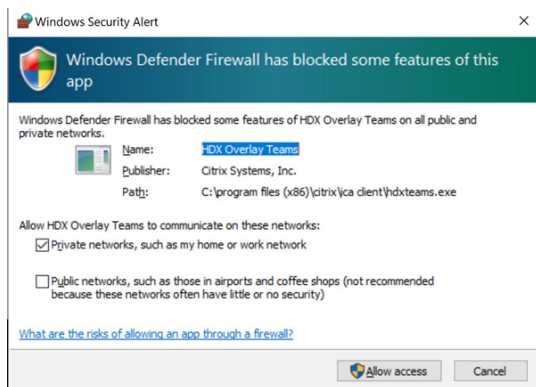 Windows Security Alert
Windows Defender Firewall has blocked some features of this
app
Windows Defender Firewall has blocked some features of HDX Overlay Teams on all public and
private networks.
Name: HDX Overlay Teams
Publisher: Citrix Systems, Inc.
Path: C:\program files (x86)\citrix\ica client\hdxteams.exe
Allow HDX Overlay Teams to communicate on these networks:
Private networks, such as my home or work network
Public networks, such as those in airports and coffee shops (not recommended
because these networks often have little or no security)
What are the risks of allowing an app through a firewall?
Allow access Cancel